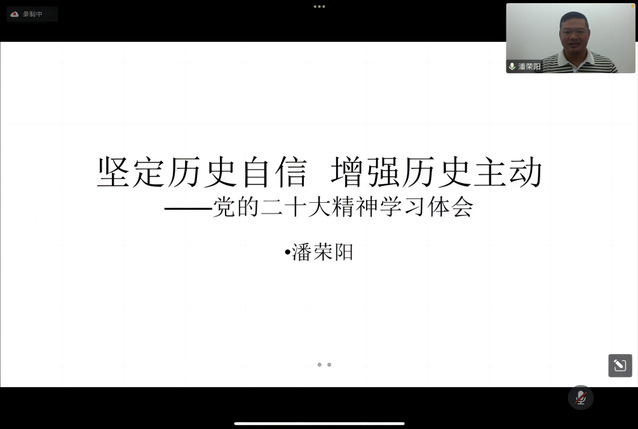 录制中
潘荣阳
坚定历史自信 增强历史主动
——党的二十大精神学习体会
•潘荣阳